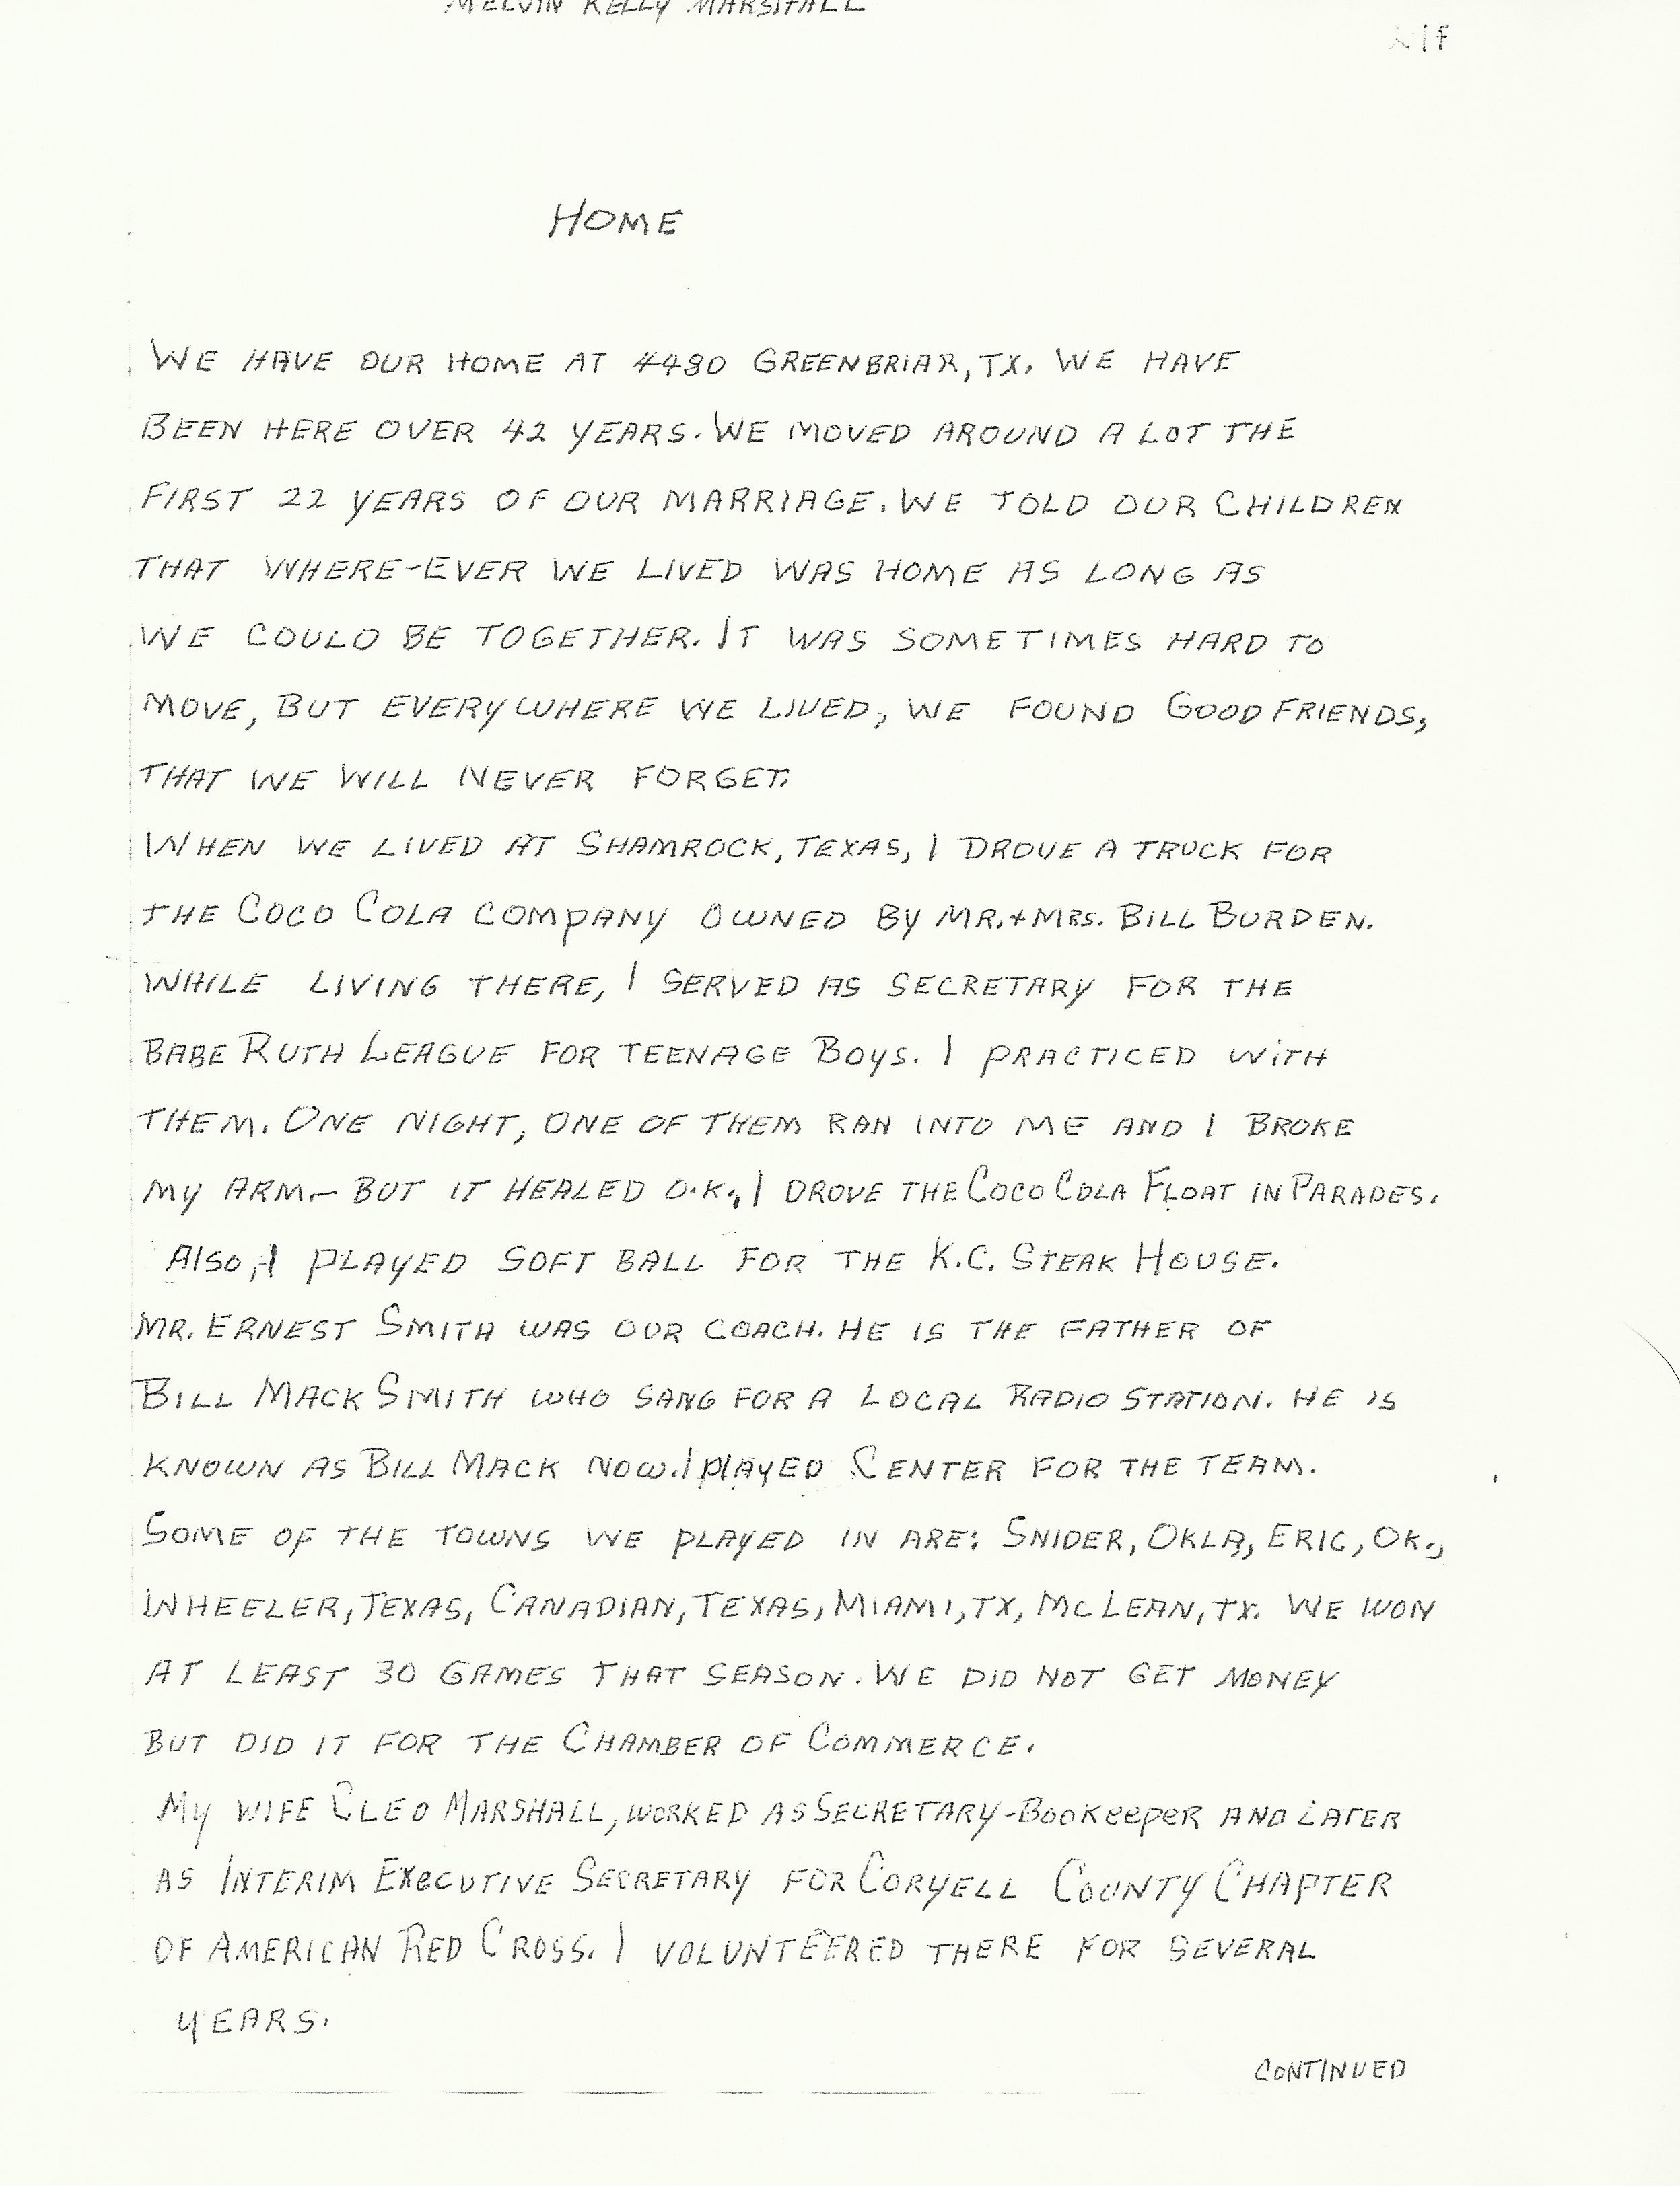 MELVIN KELLY MARSHALL
HOME
WE HAVE OUR HOME AT 4480 GREENBRIAR, TX. WE HAVE
BEEN HERE OVER 42 YEARS. WE MOVED AROUND A LOT THE
FIRST 22 YEARS OF OUR MARRIAGE. WE TOLD OUR CHILDREN
THAT WHERE-EVER WE LIVED WAS HOME AS LONG AS
WE COULD BE TOGETHER. IT WAS SOMETIMES HARD TO
MOVE, BUT EVERYWHERE WE LIVED, WE FOUND GOOD FRIENDS,
THAT WE WILL NEVER FORGET.
WHEN WE LIVED AT SHAMROCK, TEXAS, I DROVE A TRUCK FOR
THE COCO COLA COMPANY OWNED BY MR. + MRS. BILL BURDEN.
WHILE LIVING THERE, I SERVED AS SECRETARY FOR THE
BABE RUTH LEAGUE FOR TEENAGE BOYS. I PRACTICED WITH
THEM. ONE NIGHT, ONE OF THEM RAN INTO ME AND I BROKE
MY ARM - BUT IT HEALED O.K., I DROVE THE COCO COLA FLOAT IN PARADES.
ALSO, I PLAYED SOFT BALL FOR THE K.C. STEAK HOUSE.
MR. ERNEST SMITH WAS OUR COACH. HE IS THE FATHER OF
BILL MACK SMITH WHO SANG FOR A LOCAL RADIO STATION. HE IS
KNOWN AS BILL MACK NOW. I PLAYED CENTER FOR THE TEAM.
SOME OF THE TOWNS WE PLAYED IN ARE: SNIDER, OKLA, ERIC, OK.,
WHEELER, TEXAS, CANADIAN, TEXAS, MIAMI, TX, MCLEAN, TX. WE WON
AT LEAST 30 GAMES THAT SEASON. WE DID NOT GET MONEY
BUT DID IT FOR THE CHAMBER OF COMMERCE.
MY WIFE CLEO MARSHALL, WORKED AS SECRETARY-BOOKEEPER AND LATER
AS INTERIM EXECUTIVE SECRETARY FOR CORYELL COUNTY CHAPTER
OF AMERICAN RED CROSS. I VOLUNTEERED THERE FOR SEVERAL
YEARS.
CONTINUED